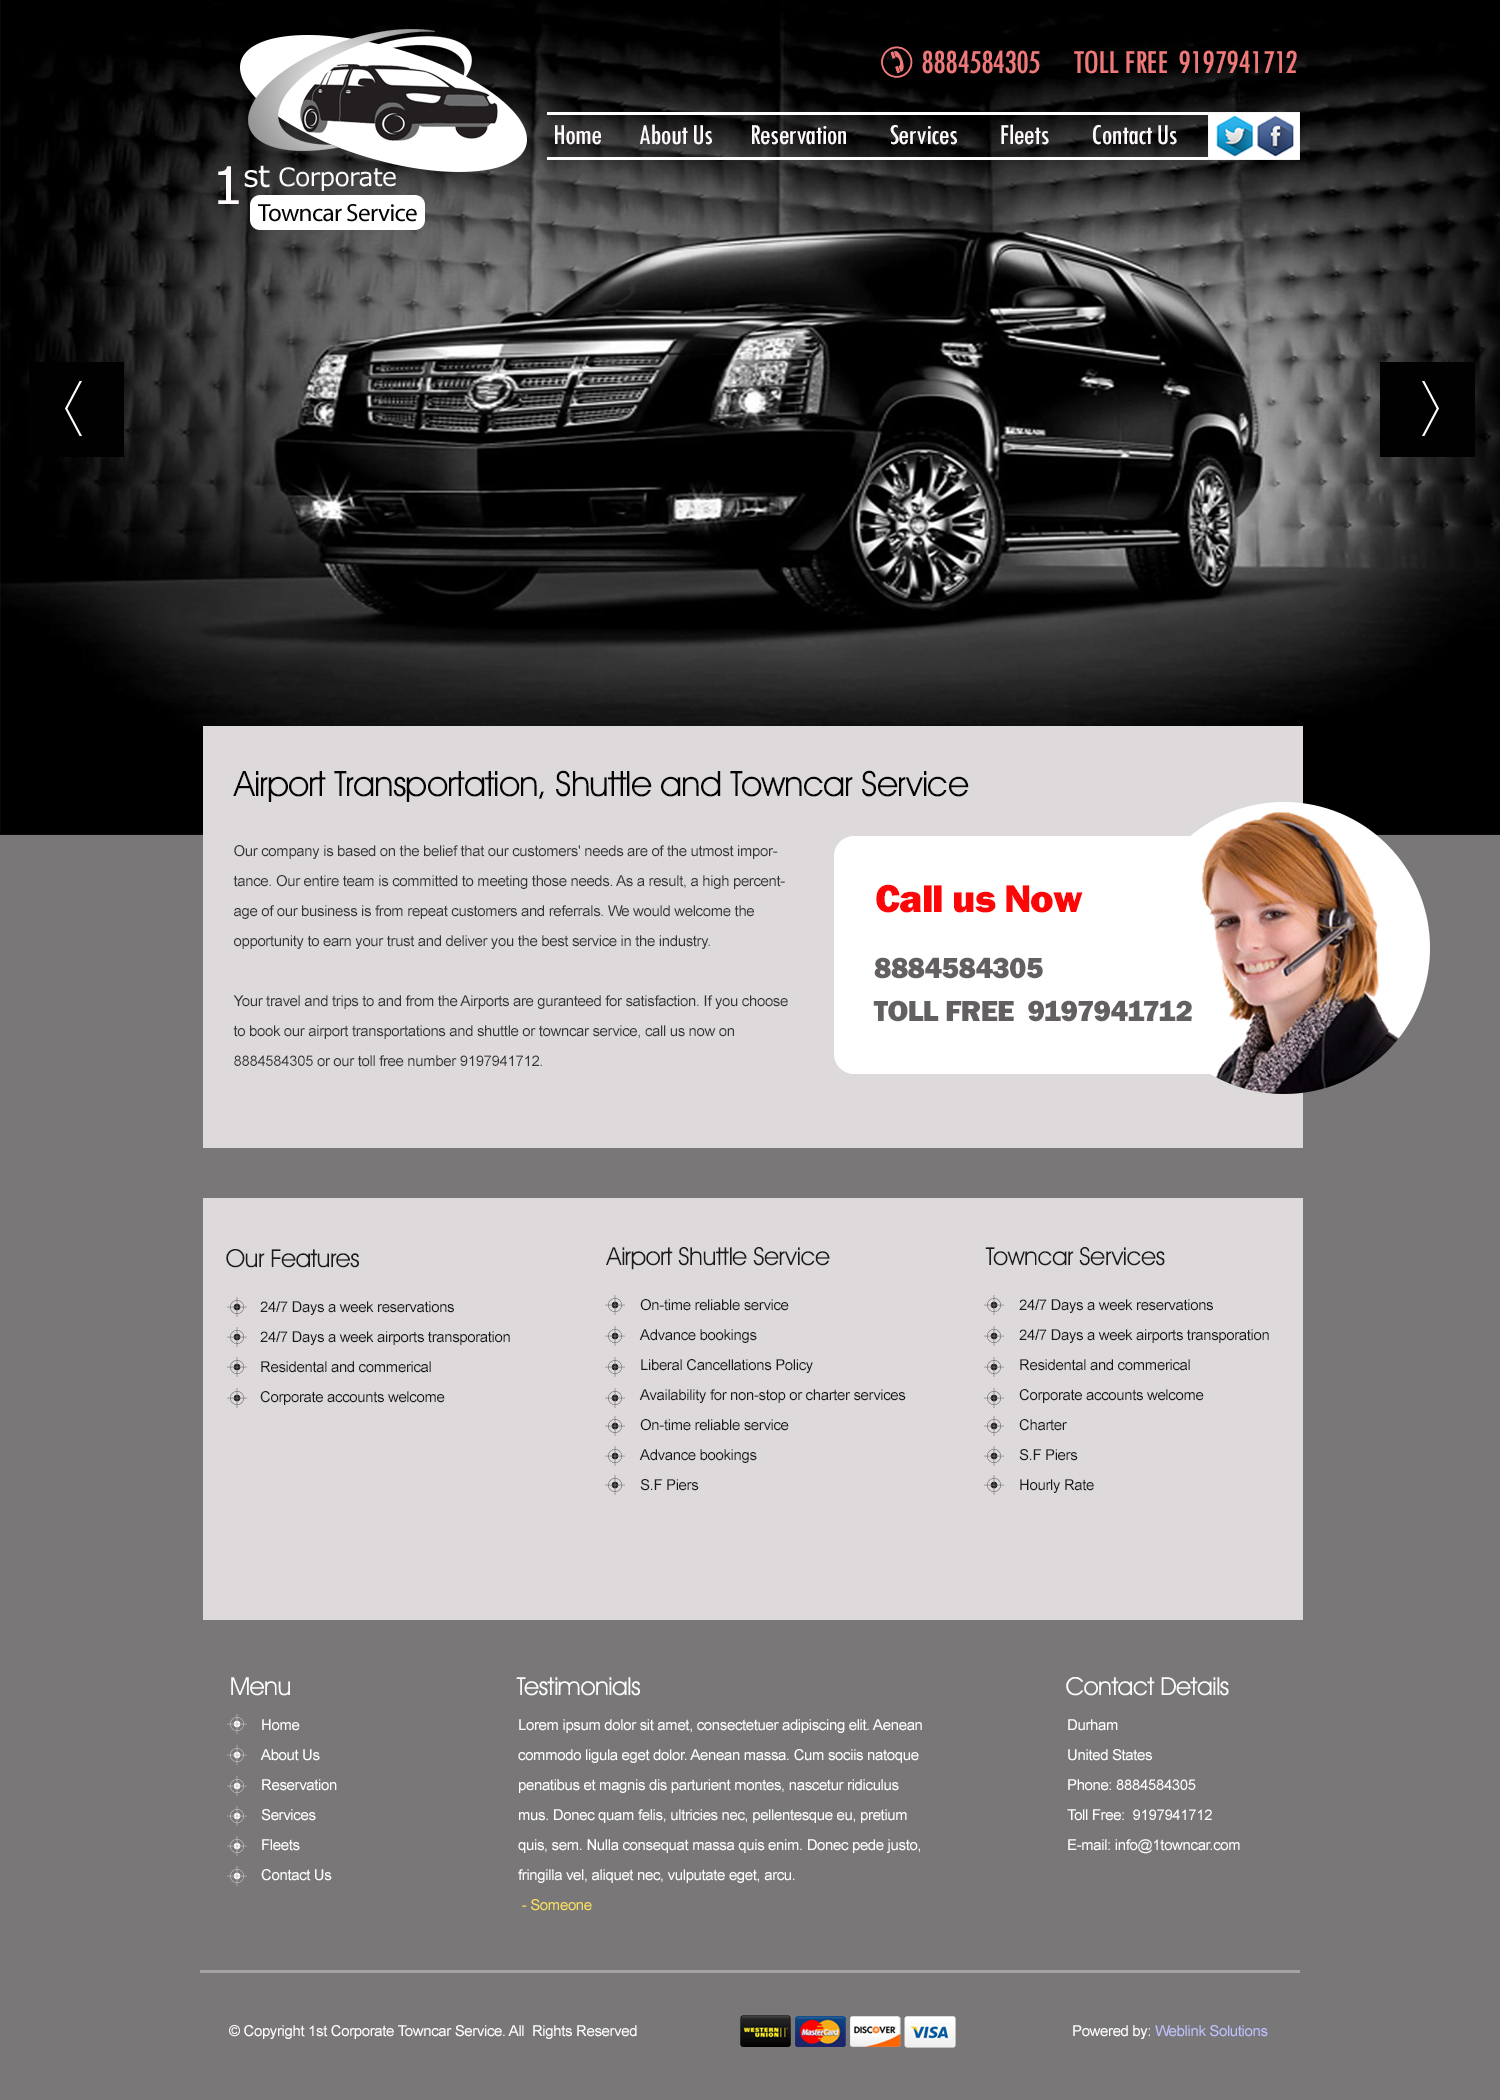 8884584305 TOLL FREE 9197941712
Home About Us Reservation Services Fleets Contact Us
1st Corporate
Towncar Service
ESCALADE
Airport Transportation, Shuttle and Towncar Service
Our company is based on the belief that our customers' needs are of the utmost impor-
tance. Our entire team is committed to meeting those needs. As a result, a high percent-
age of our business is from repeat customers and referrals. We would welcome the
opportunity to earn your trust and deliver you the best service in the industry.
Your travel and trips to and from the Airports are guranteed for satisfaction. If you choose
to book our airport transportations and shuttle or towncar service, call us now on
8884584305 or our toll free number 9197941712.
Call us Now
8884584305
TOLL FREE 9197941712
Our Features
24/7 Days a week reservations
24/7 Days a week airports transporation
Residental and commerical
Corporate accounts welcome
Airport Shuttle Service
On-time reliable service
Advance bookings
Liberal Cancellations Policy
Availability for non-stop or charter services
On-time reliable service
Advance bookings
S.F Piers
Towncar Services
24/7 Days a week reservations
24/7 Days a week airports transporation
Residental and commerical
Corporate accounts welcome
Charter
S.F Piers
Hourly Rate
Menu
Home
About Us
Reservation
Services
Fleets
Contact Us
Testimonials
Lorem ipsum dolor sit amet, consectetuer adipiscing elit. Aenean
commodo ligula eget dolor. Aenean massa. Cum sociis natoque
penatibus et magnis dis parturient montes, nascetur ridiculus
mus. Donec quam felis, ultricies nec, pellentesque eu, pretium
quis, sem. Nulla consequat massa quis enim. Donec pede justo,
fringilla vel, aliquet nec, vulputate eget, arcu.
- Someone
Contact Details
Durham
United States
Phone: 8884584305
Toll Free: 9197941712
E-mail: info@1towncar.com
© Copyright 1st Corporate Towncar Service. All Rights Reserved
WESTERN
UNION
MasterCard
DISCOVER
VISA
Powered by: Weblink Solutions